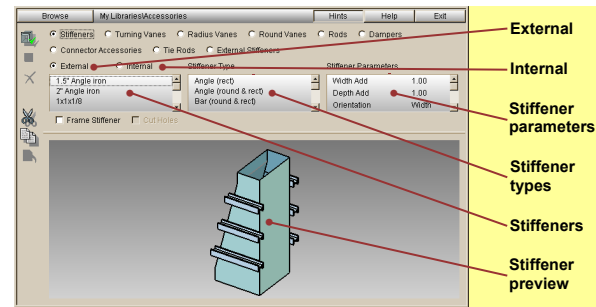 Browse My Libraries\Accessories Hints Help Exit
Stiffeners Turning Vanes Radius Vanes Round Vanes Rods Dampers
Connector Accessories Tie Rods External Stiffeners
External Internal Stiffener Type Stiffener Parameters
1.5" Angle iron Angle (rect) Width Add 1.00
2" Angle iron Angle (round & rect) Depth Add 1.00
1x1x1/8 Bar (round & rect) Orientation Width
Frame Stiffener Cut Holes
External
Internal
Stiffener
parameters
Stiffener
types
Stiffeners
Stiffener
preview